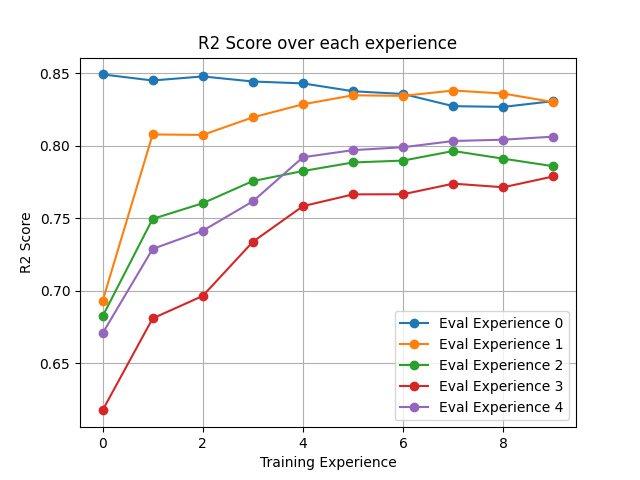 R2 Score over each experience
0.85
0.80
0.75
0.70
0.65
R2 Score
0
2
4
6
8
Training Experience
Eval Experience 0
Eval Experience 1
Eval Experience 2
Eval Experience 3
Eval Experience 4